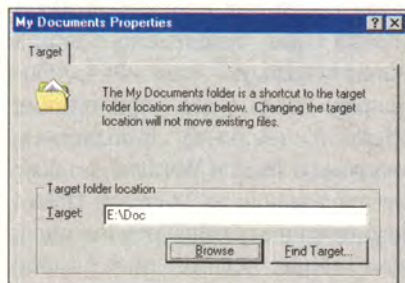 My Documents Properties
Target
The My Documents folder is a shortcut to the target
folder location shown below. Changing the target
location will not move existing files.
Target folder location
Target: E:\Doc
Browse Find Target...